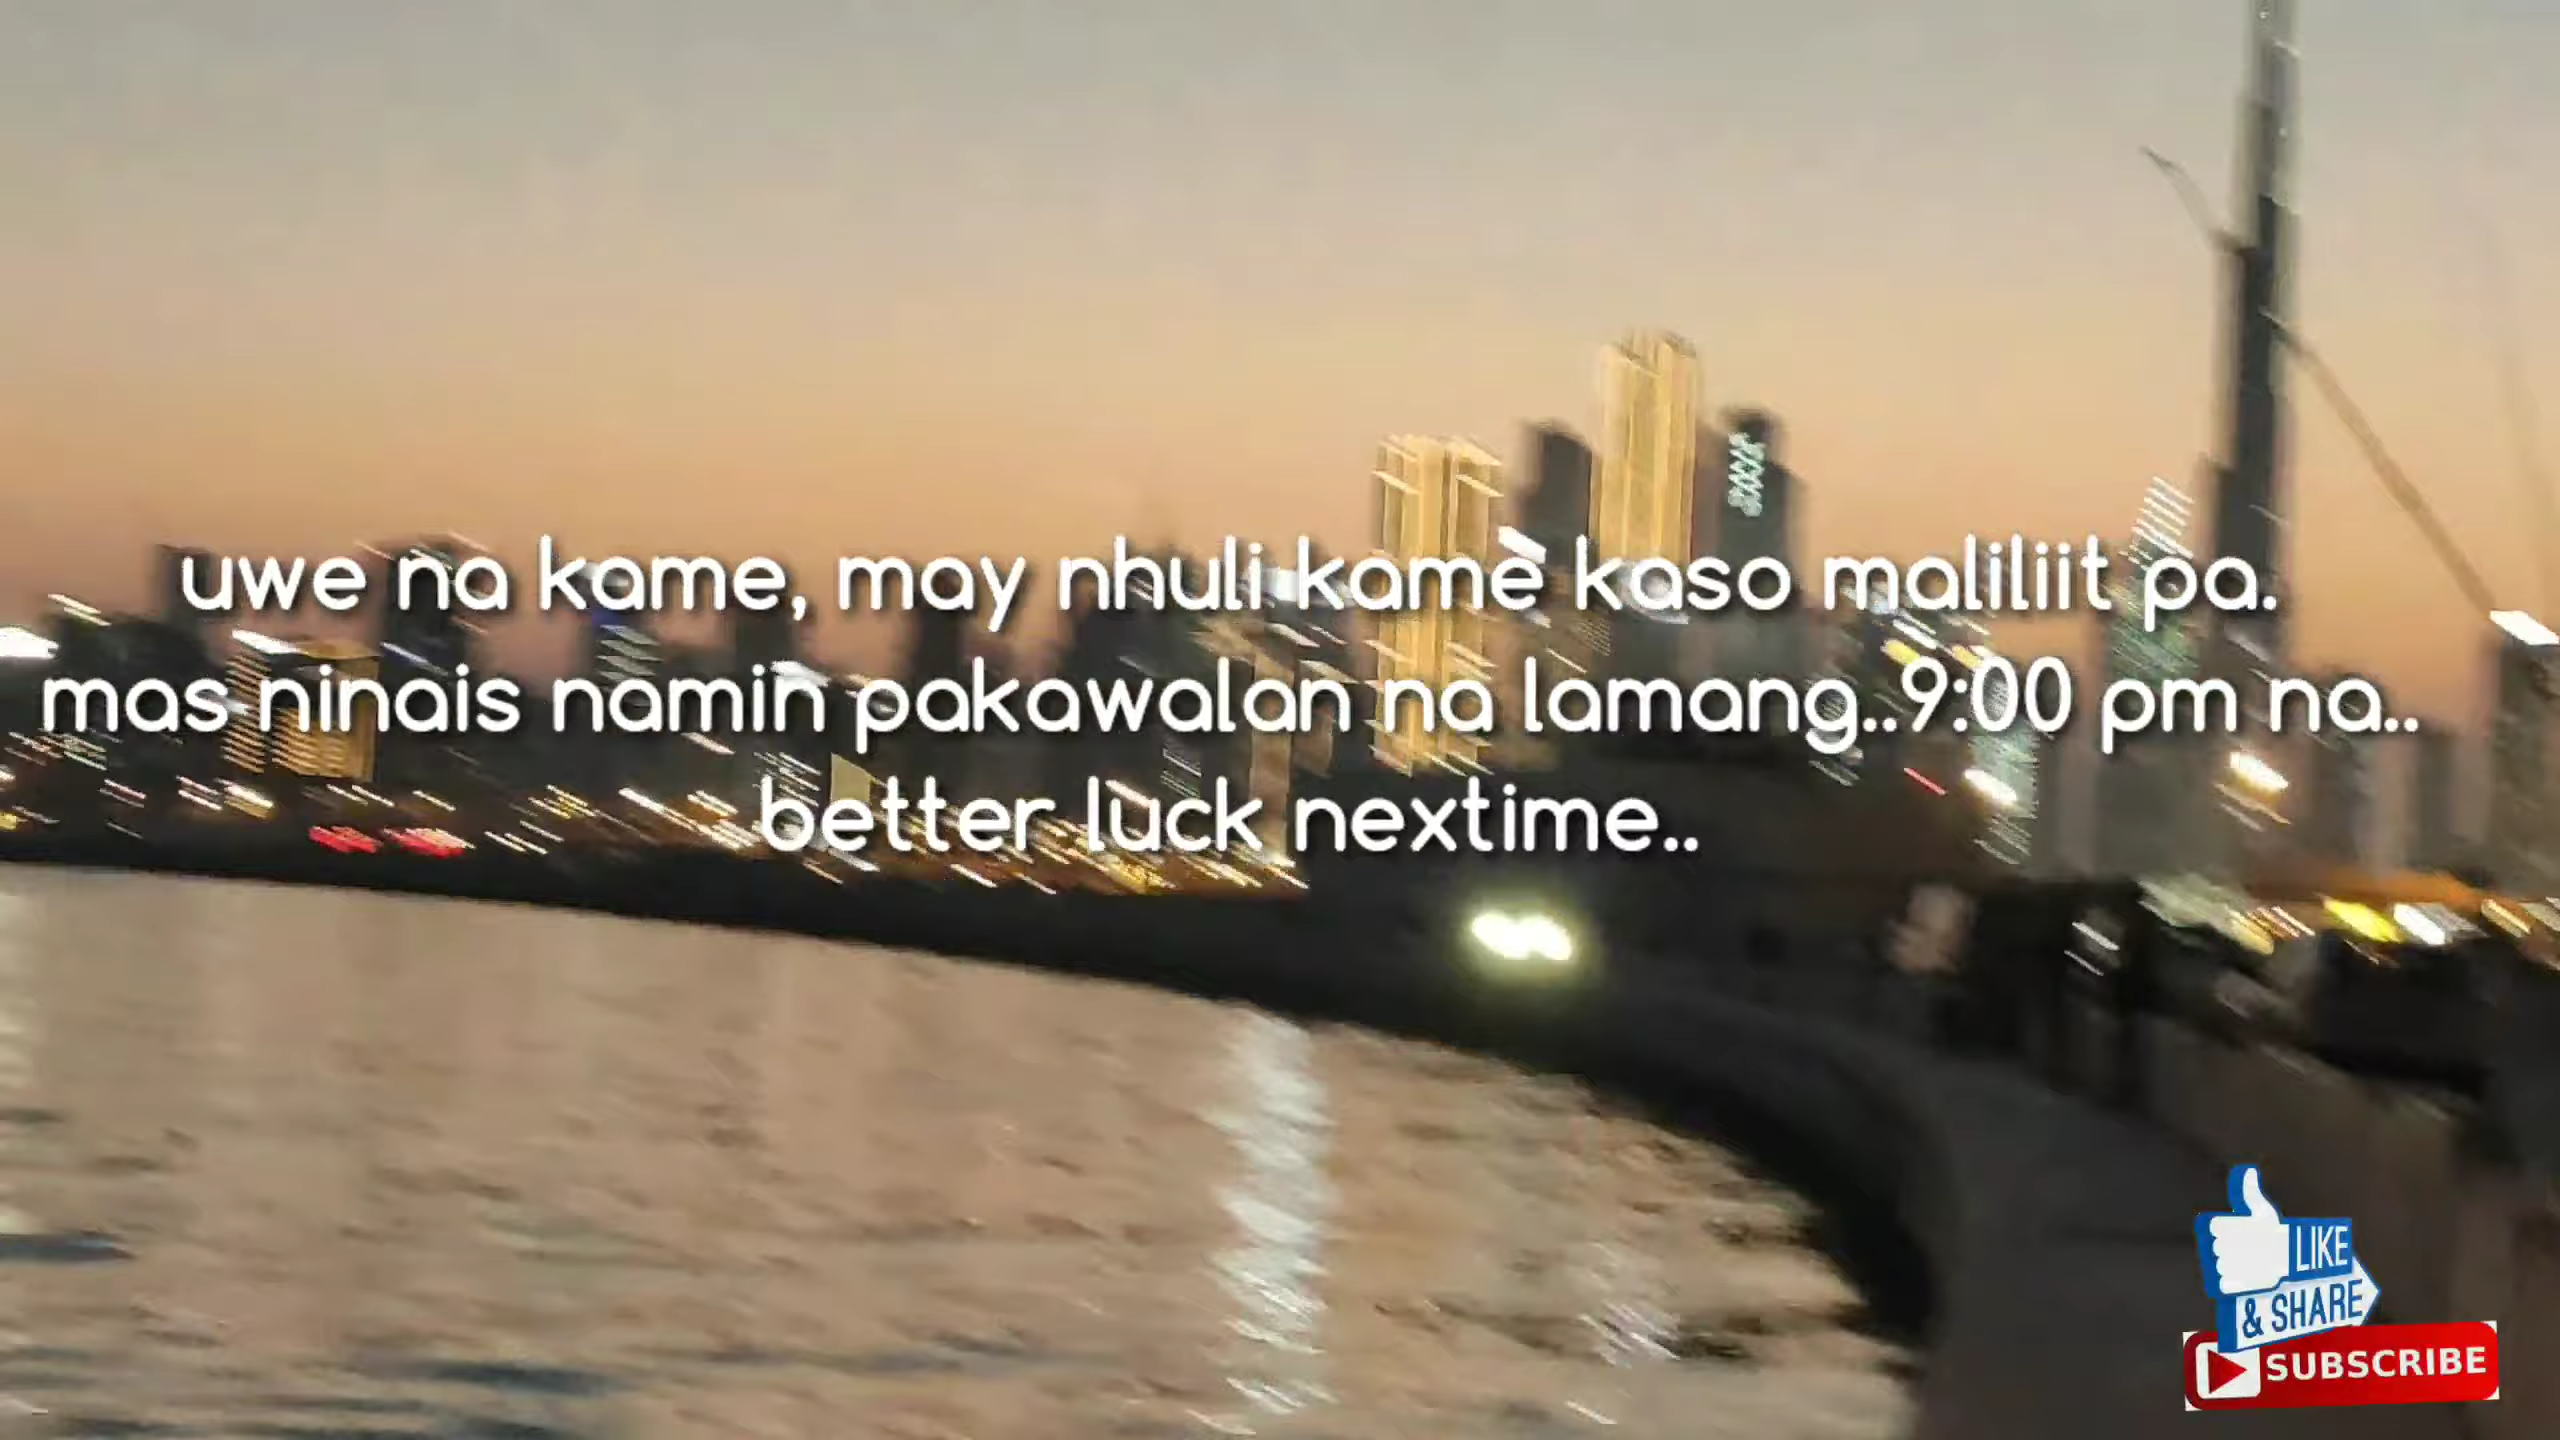 uwe na kame, may nhuli kame kaso maliliit pa.
mas ninais namin pakawalan na lamang..9:00 pm na..
better luck nextime..
LIKE
& SHARE
SUBSCRIBE